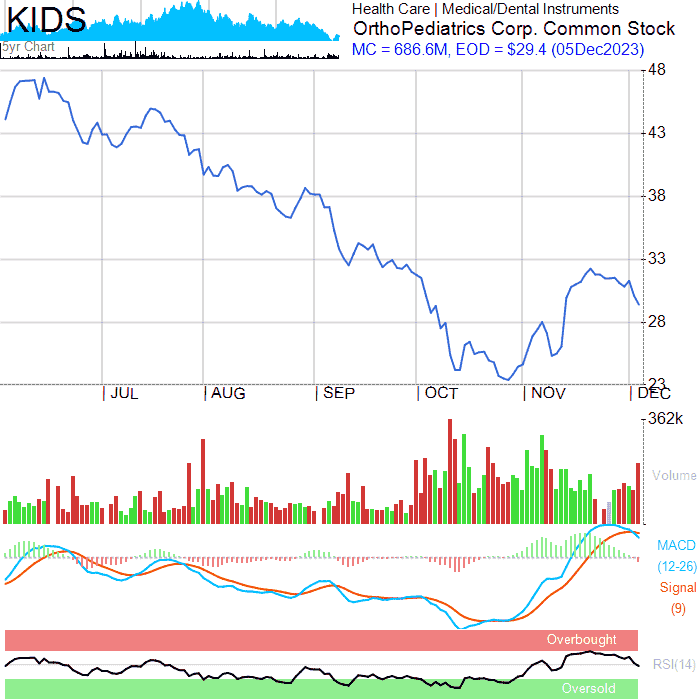 KIDS
5yr Chart
Health Care | Medical/Dental Instruments
OrthoPediatrics Corp. Common Stock
MC = 686.6M, EOD = $29.4 (05Dec2023)
48
43
38
33
28
23
JUL
AUG
SEP
OCT
NOV
DEC
362k
Volume
MACD
(12-26)
Signal
(9)
Overbought
RSI(14)
Oversold